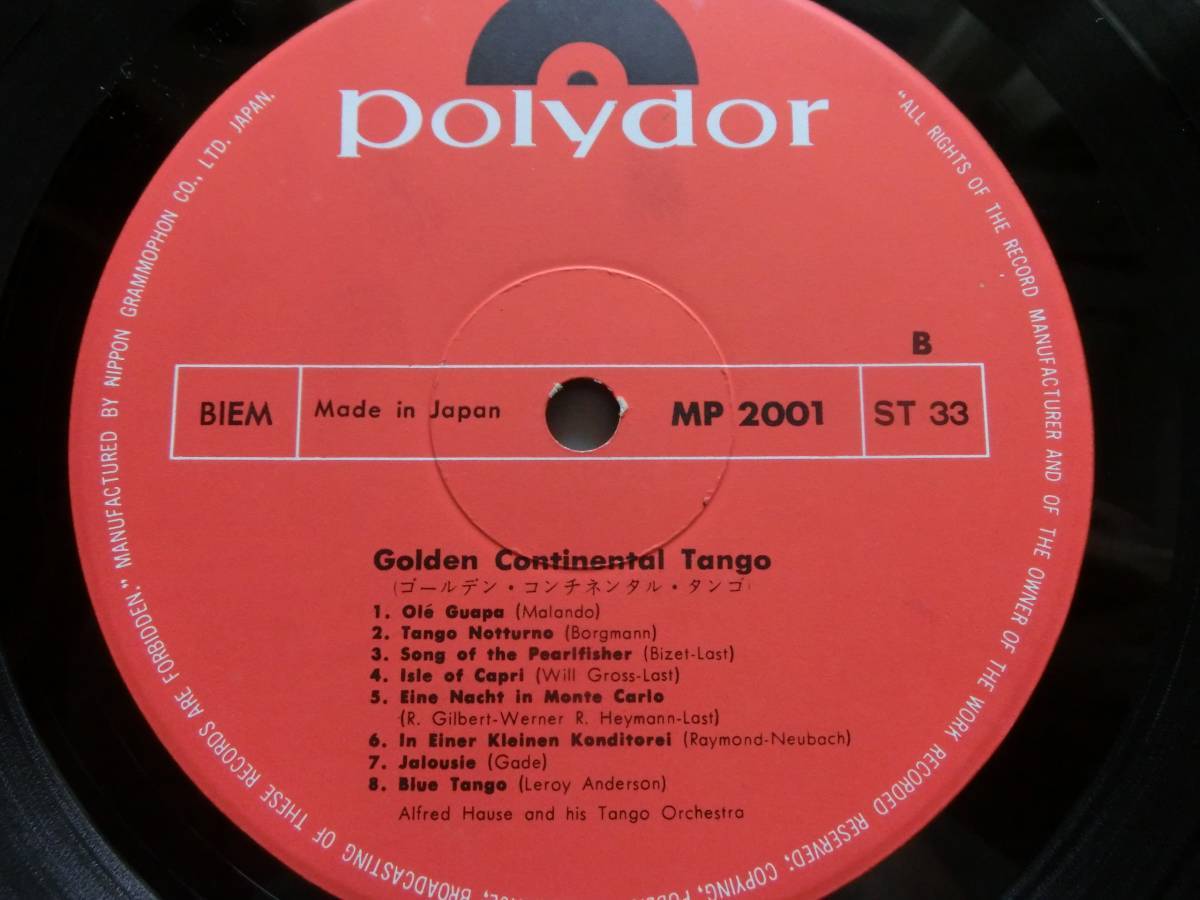 polydor
"ALL RIGHTS OF THE RECORD MANUFACTURER AND OF THE OWNER OF THE WORK RECORDED RESERVED; COPYING,
BROADCASTING OF THESE RECORDS ARE FORBIDDEN." MANUFACTURED BY NIPPON GRAMMOPHON CO., LTD. JAPAN.
B
BIEM Made in Japan MP 2001 ST 33
Golden Continental Tango
(ゴールデン・コンチネンタル・タンゴ)
1. Olé Guapa (Malando)
2. Tango Notturno (Borgmann)
3. Song of the Pearlfisher (Bizet-Last)
4. Isle of Capri (Will Gross-Last)
5. Eine Nacht in Monte Carlo
(R. Gilbert-Werner R. Heymann-Last)
6. In Einer Kleinen Konditorei (Raymond-Neubach)
7. Jalousie (Gade)
8. Blue Tango (Leroy Anderson)
Alfred Hause and his Tango Orchestra